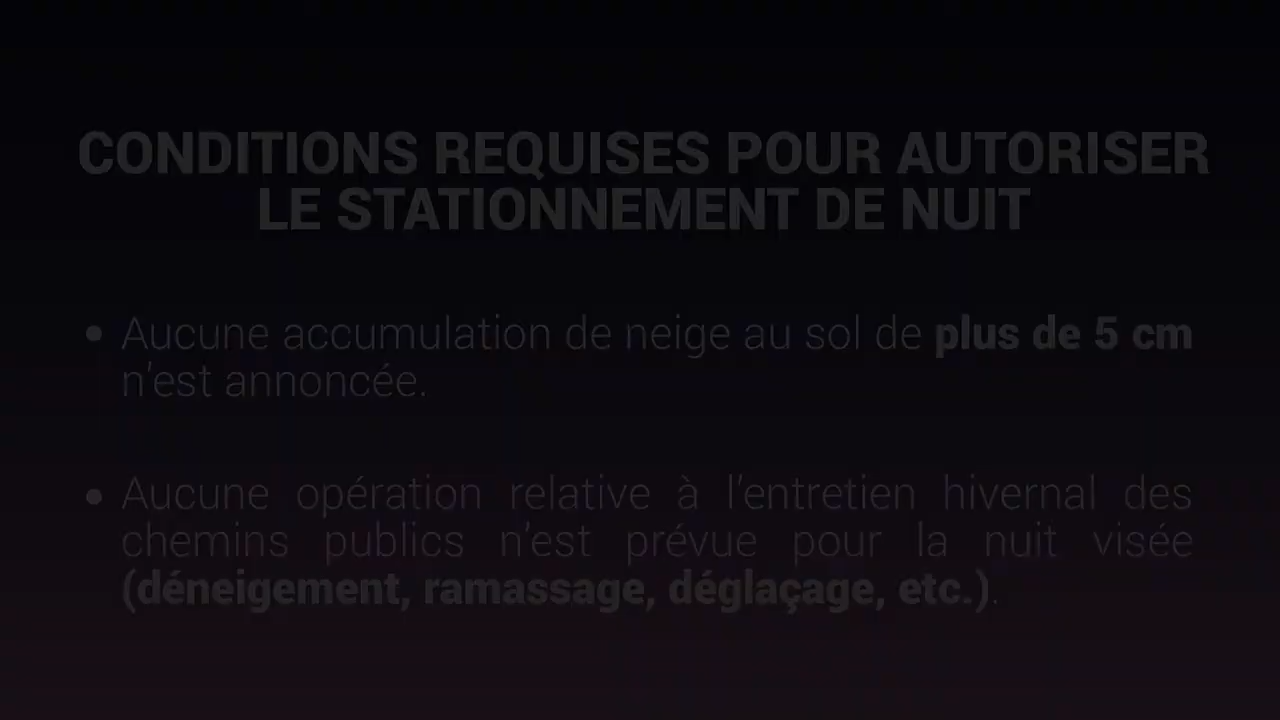 CONDITIONS REQUISES POUR AUTORISER
LE STATIONNEMENT DE NUIT
• Aucune accumulation de neige au sol de plus de 5 cm
n'est annoncée.
• Aucune opération relative à l'entretien hivernal des
chemins publics n'est prévue pour la nuit visée
(déneigement, ramassage, déglaçage, etc.).